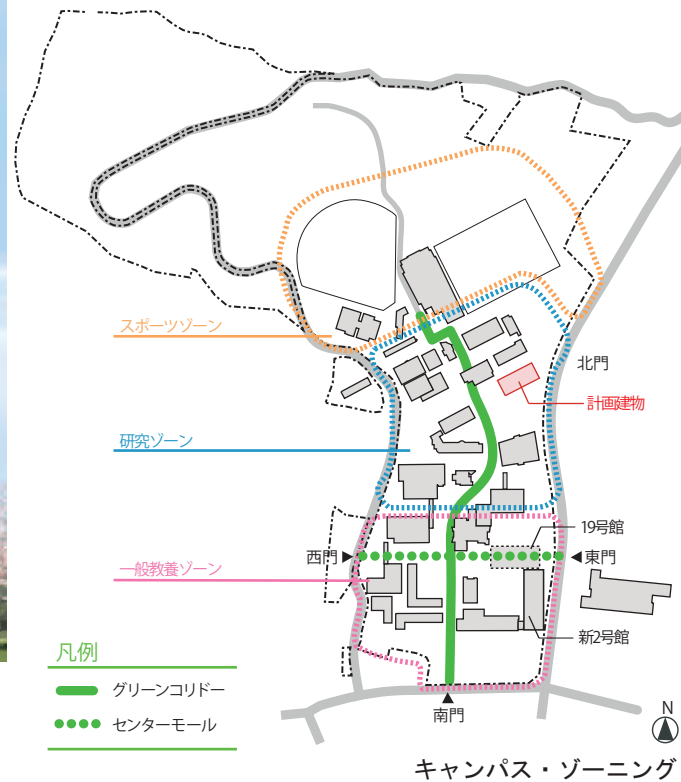 スポーツゾーン
北門
計画建物
研究ゾーン
19号館
西門
東門
一般教養ゾーン
新2号館
凡例
グリーンコリドー
センターモール
南門
N
キャンパス・ゾーニング